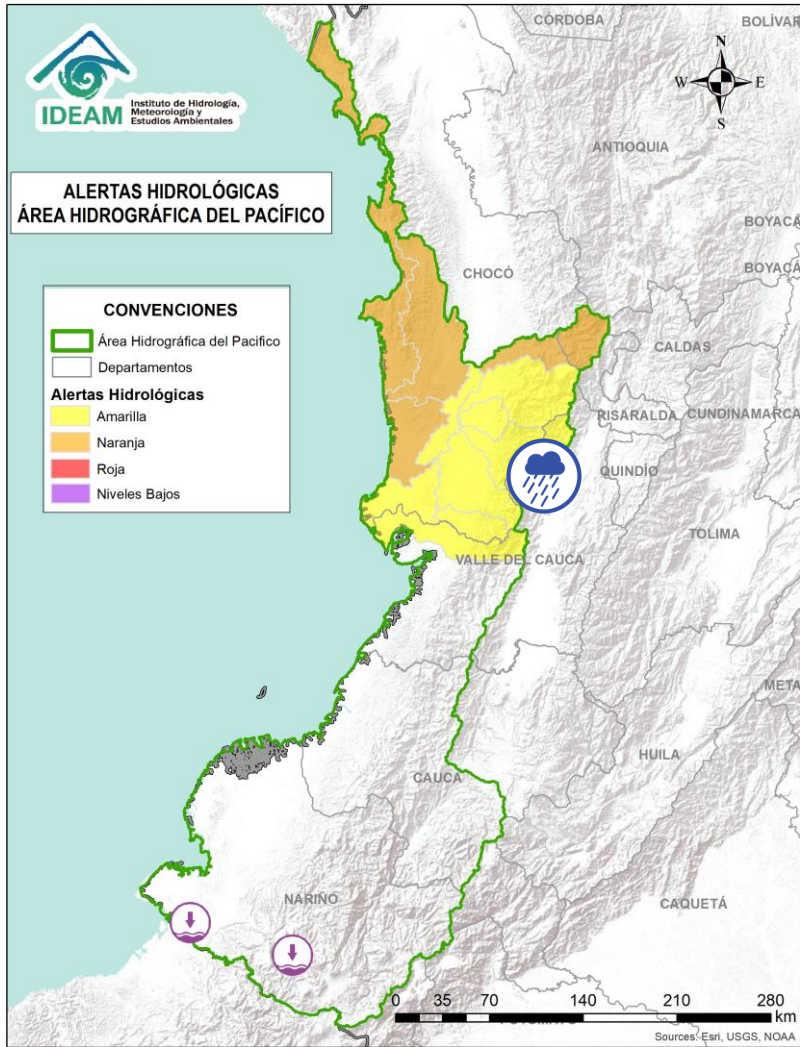 CÓRDOBA
BOLÍVAR
N
W
E
S
IDEAM
Instituto de Hidrología,
Meteorología y
Estudios Ambientales
ANTIOQUIA
ALERTAS HIDROLÓGICAS
ÁREA HIDROGRÁFICA DEL PACÍFICO
BOYACÁ
BOYACÁ
CHOCÓ
CONVENCIONES
Área Hidrográfica del Pacifico
Departamentos
Alertas Hidrológicas
Amarilla
Naranja
Roja
Niveles Bajos
CALDAS
RISARALDA
CUNDINAMARCA
QUINDÍO
TOLIMA
VALLE DEL CAUCA
META
HUILA
CAUCA
NARIÑO
CAQUETÁ
0 35 70 140 210 280
km
Sources: Esri, USGS, NOAA